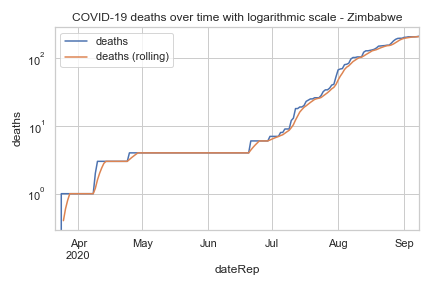 COVID-19 deaths over time with logarithmic scale - Zimbabwe
deaths
deaths (rolling)
10²
10¹
10⁰
deaths
Apr
2020
May
Jun
Jul
Aug
Sep
dateRep